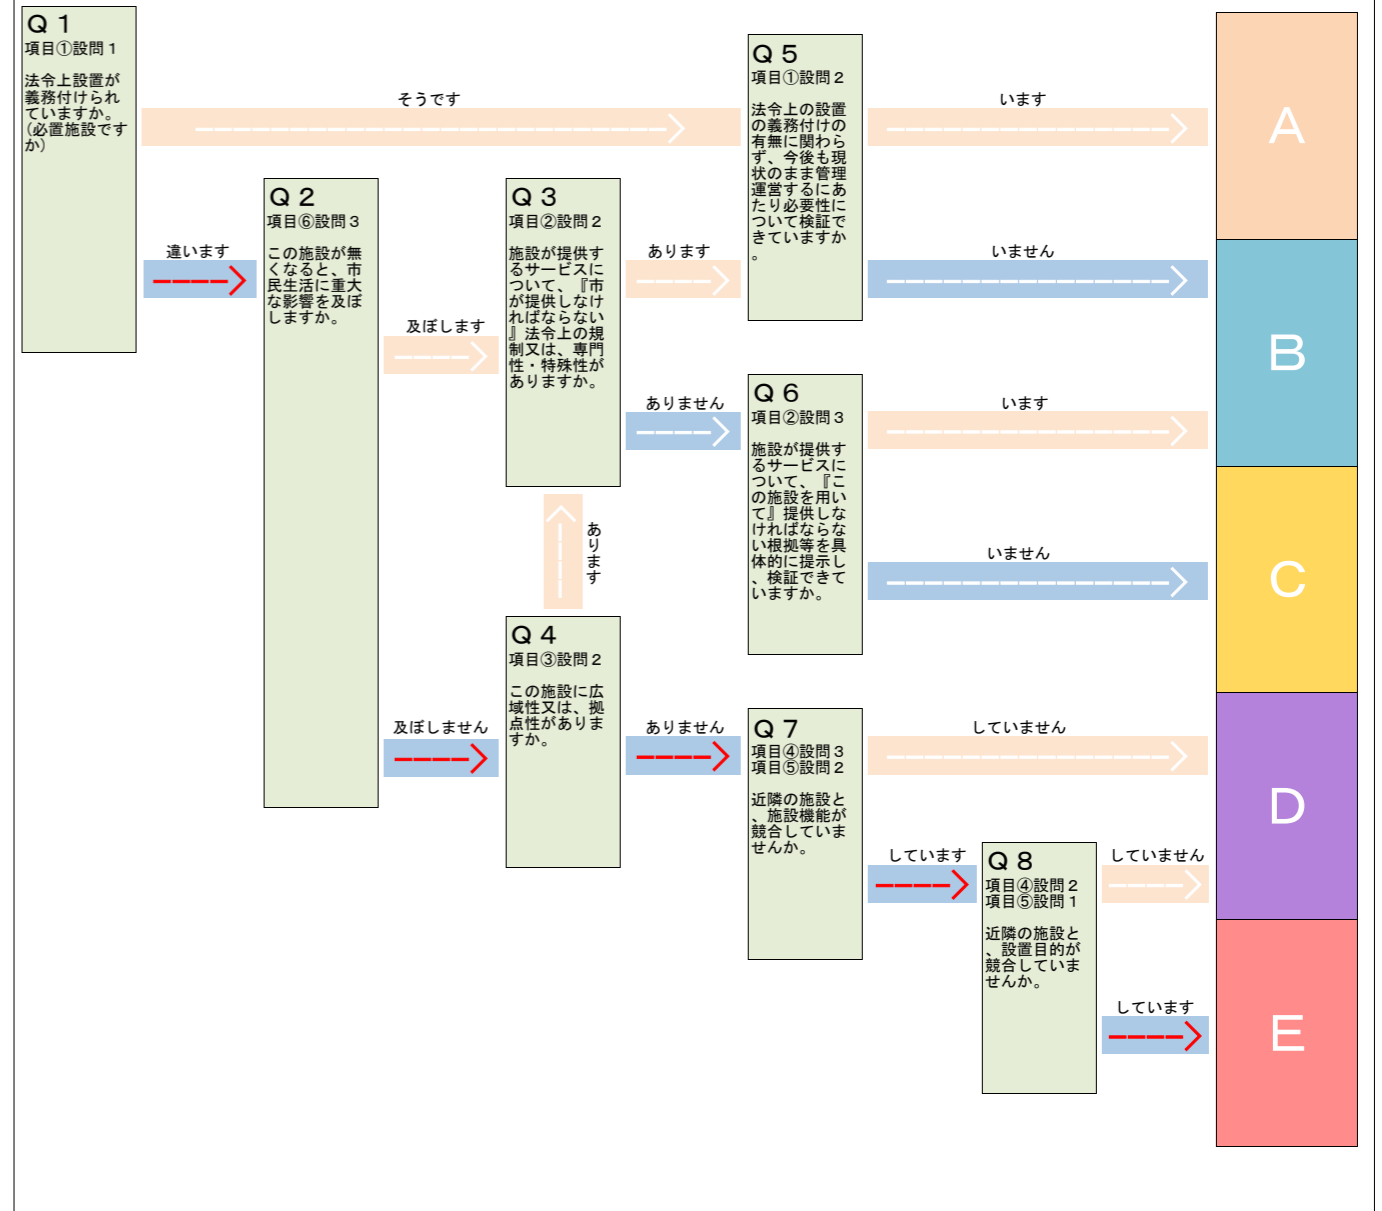 Ｑ１
項目①設問１
法令上設置が
義務付けられ
ていますか。
(必置施設です
か)
そうです
違います
Ｑ２
項目⑥設問３
この施設が無
くなると、市
民生活に重大
な影響を及ぼ
しますか。
及ぼします
及ぼしません
Ｑ３
項目②設問２
施設が提供す
るサービスに
ついて、『市
が提供しなけ
ればならない
』法令上の規
制又は、専門
性・特殊性が
ありますか。
あります
ありません
あります
Ｑ４
項目③設問２
この施設に広
域性又は、拠
点性がありま
すか。
ありません
Ｑ５
項目①設問２
法令上の設置
の義務付けの
有無に関わら
ず、今後も現
状のまま管理
運営するにあ
たり必要性に
ついて検証で
きていますか
。
います
いません
Ｑ６
項目②設問３
施設が提供す
るサービスに
ついて、『こ
の施設を用い
て』提供しな
ければならな
い根拠等を具
体的に提示し
、検証できて
いますか。
います
いません
Ｑ７
項目④設問３
項目⑤設問２
近隣の施設と
、施設機能が
競合していま
せんか。
していません
しています
Ｑ８
項目④設問２
項目⑤設問１
近隣の施設と
、設置目的が
競合していま
せんか。
していません
しています
A
B
C
D
E